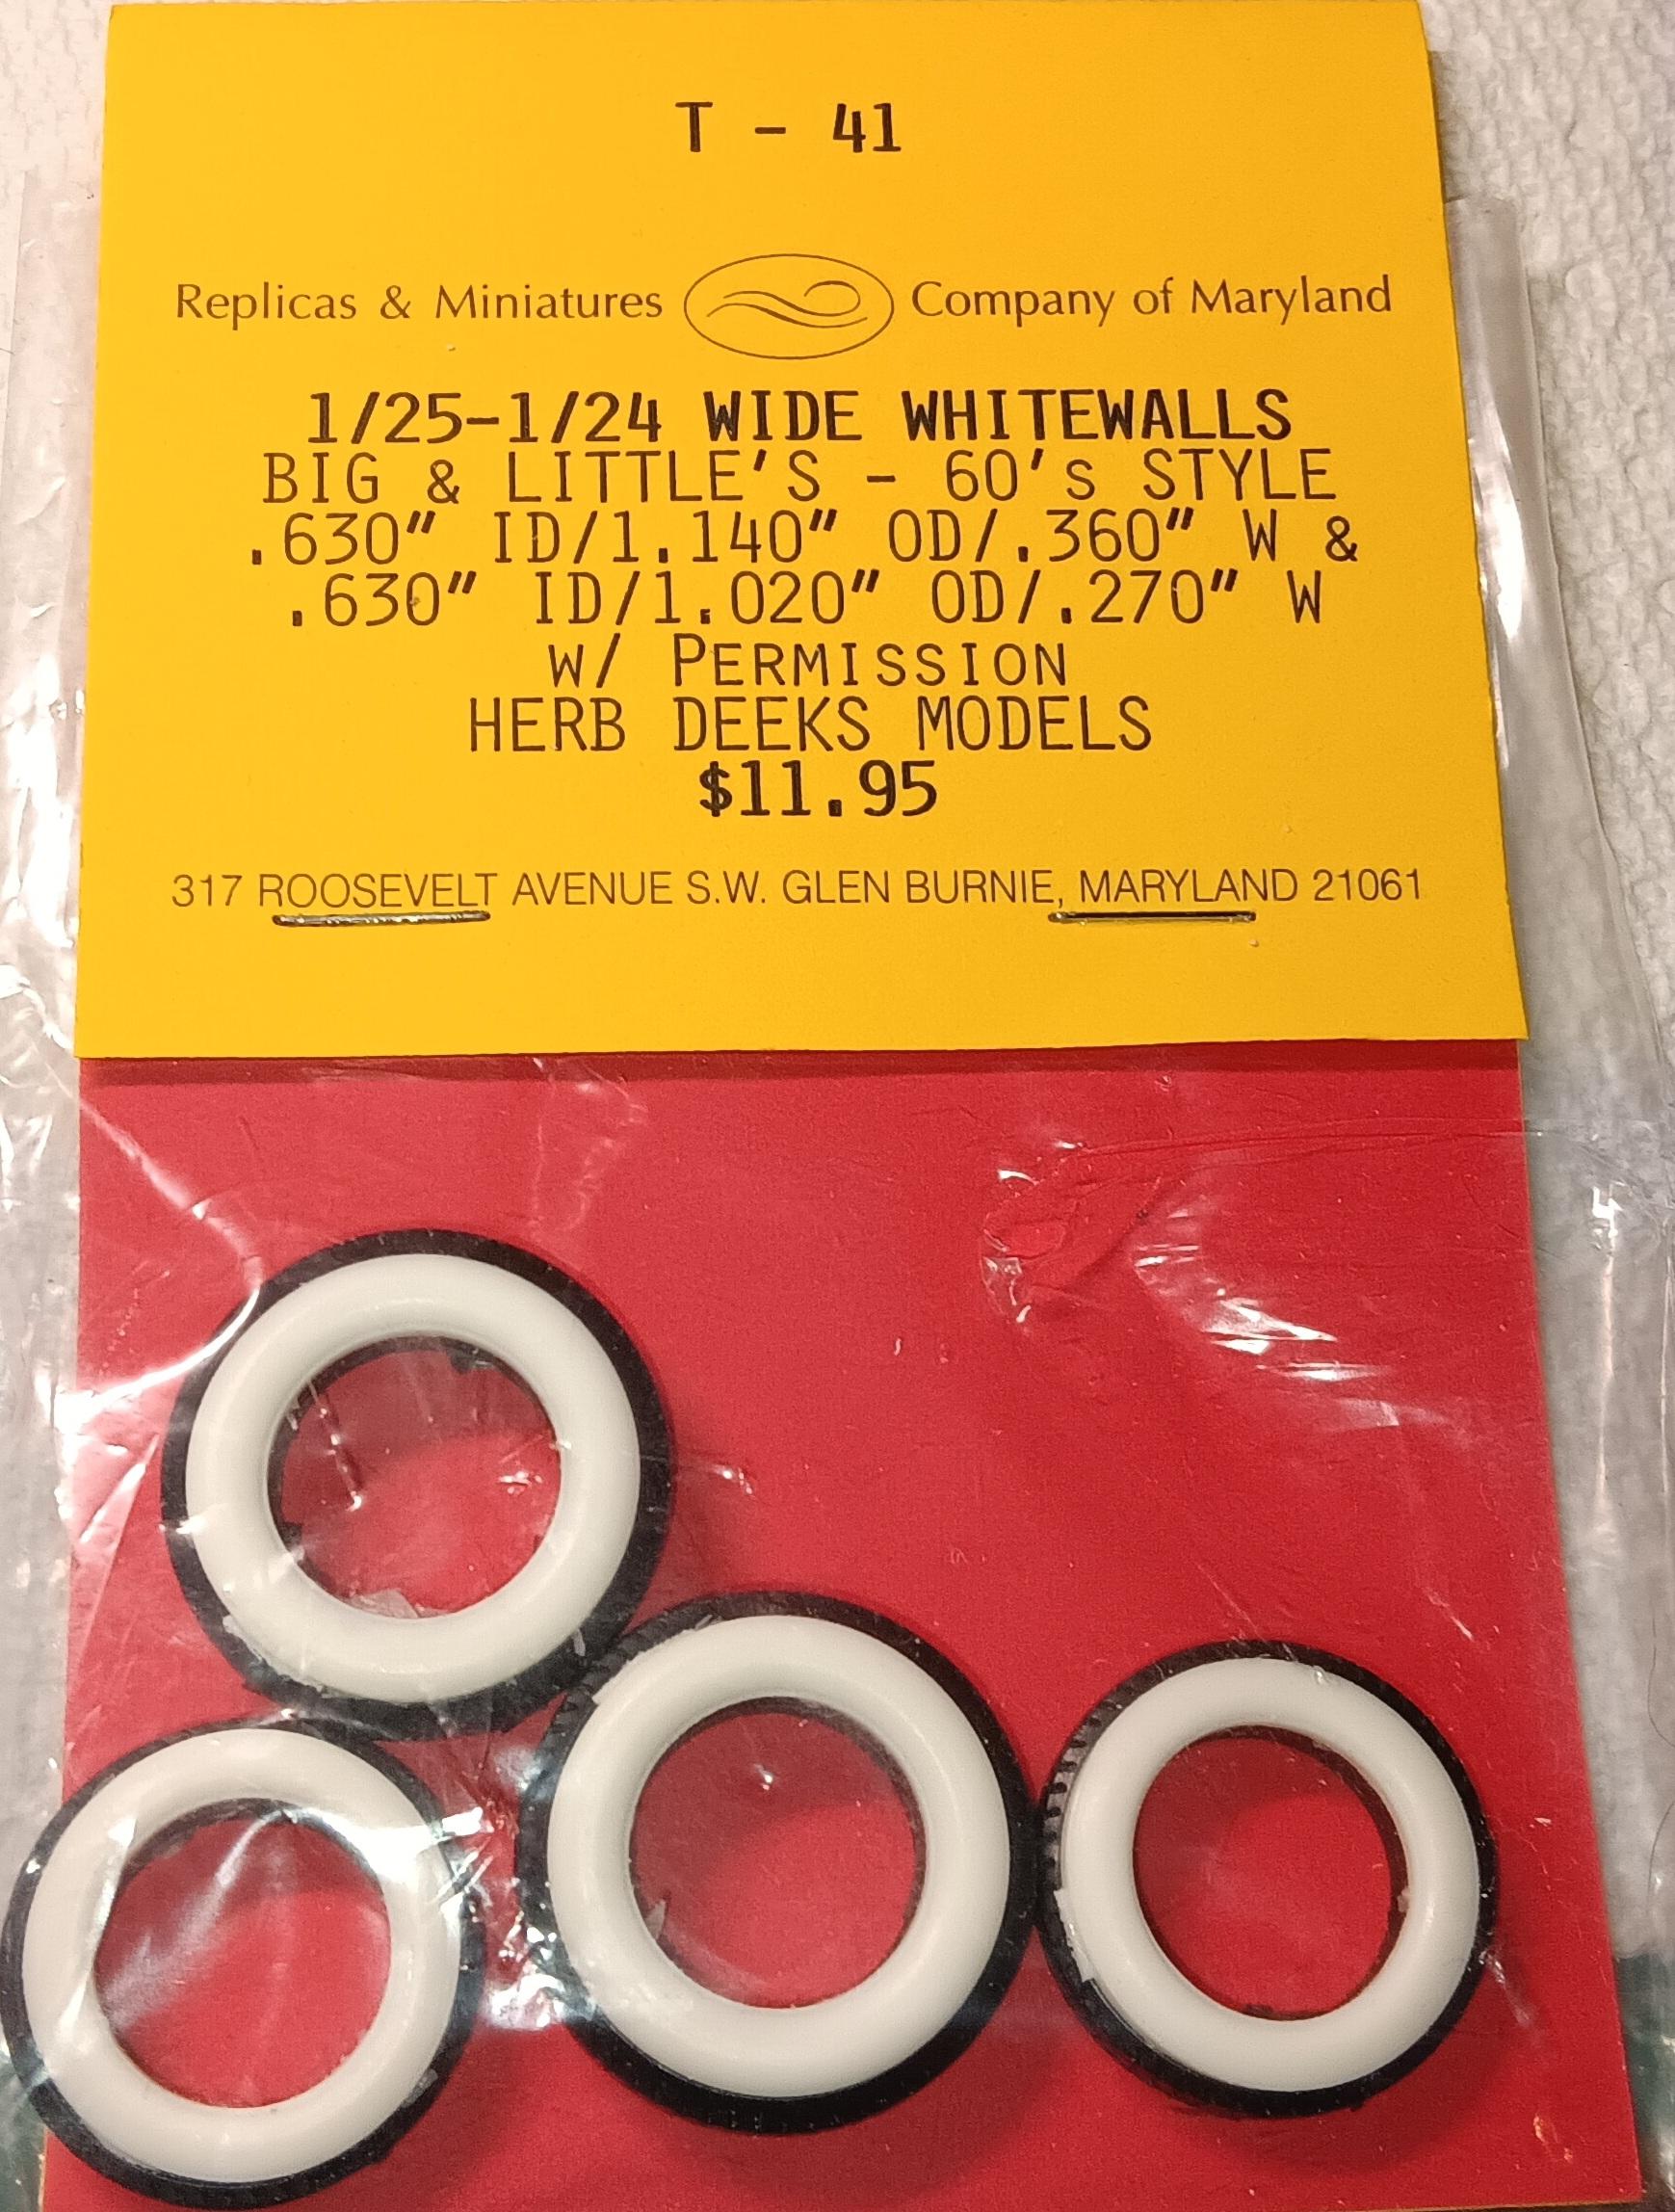 T - 41
Replicas & Miniatures Company of Maryland
1/25-1/24 WIDE WHITEWALLS
BIG & LITTLE'S - 60's STYLE
.630" ID/1.140" OD/.360" W &
.630" ID/1.020" OD/.270" W
W/ PERMISSION
HERB DEEKS MODELS
$11.95
317 ROOSEVELT AVENUE S.W. GLEN BURNIE, MARYLAND 21061